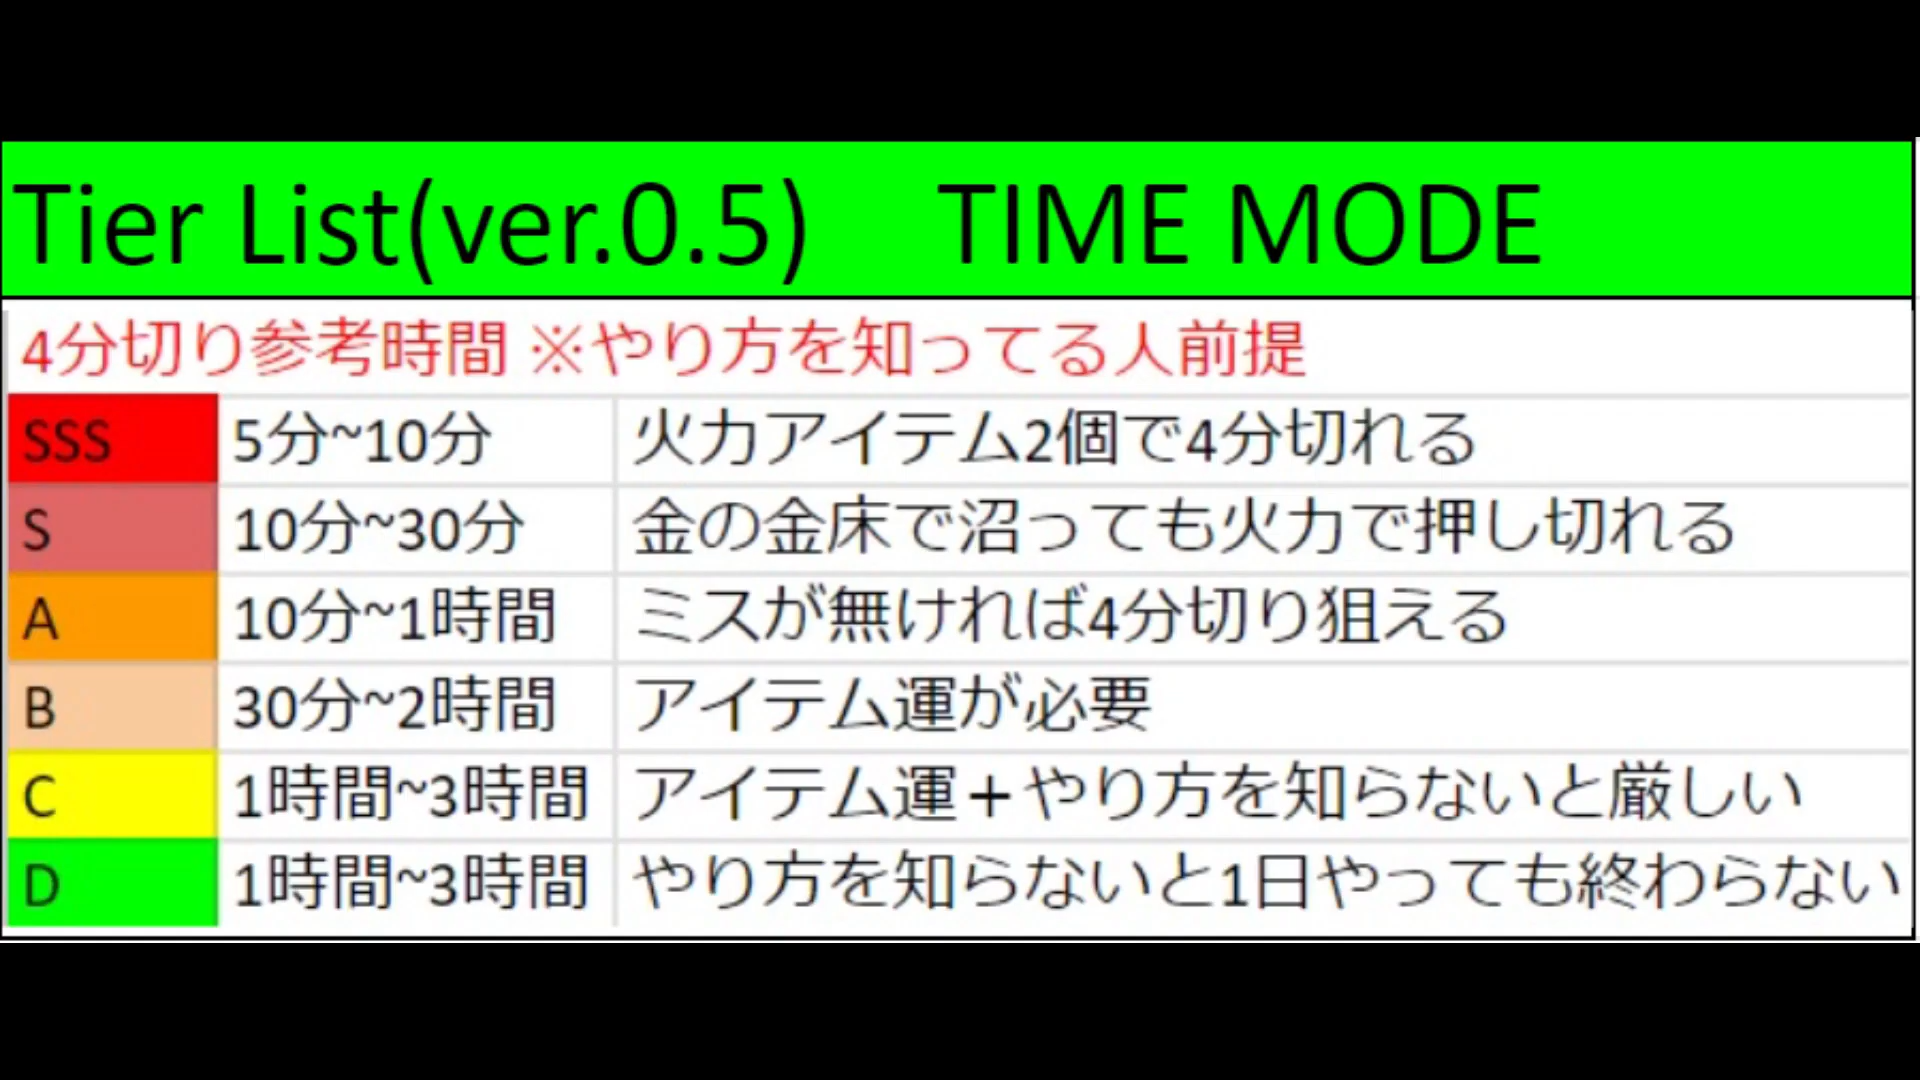 Tier List(ver.0.5) TIME MODE
4分切り参考時間 ※やり方を知ってる人前提
SSS 5分~10分 火力アイテム2個で4分切れる
S 10分~30分 金の金床で沼っても火力で押し切れる
A 10分~1時間 ミスが無ければ4分切り狙える
B 30分~2時間 アイテム運が必要
C 1時間~3時間 アイテム運+やり方を知らないと厳しい
D 1時間~3時間 やり方を知らないと1日やっても終わらない